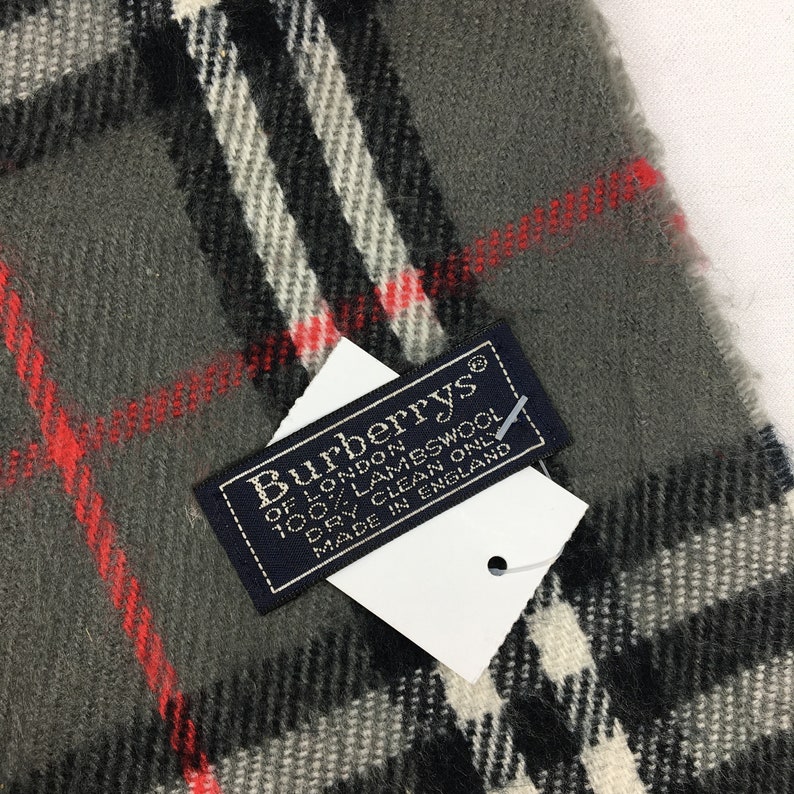 Burberrys®
OF LONDON
100% LAMBSWOOL
DRY CLEAN ONLY
MADE IN ENGLAND